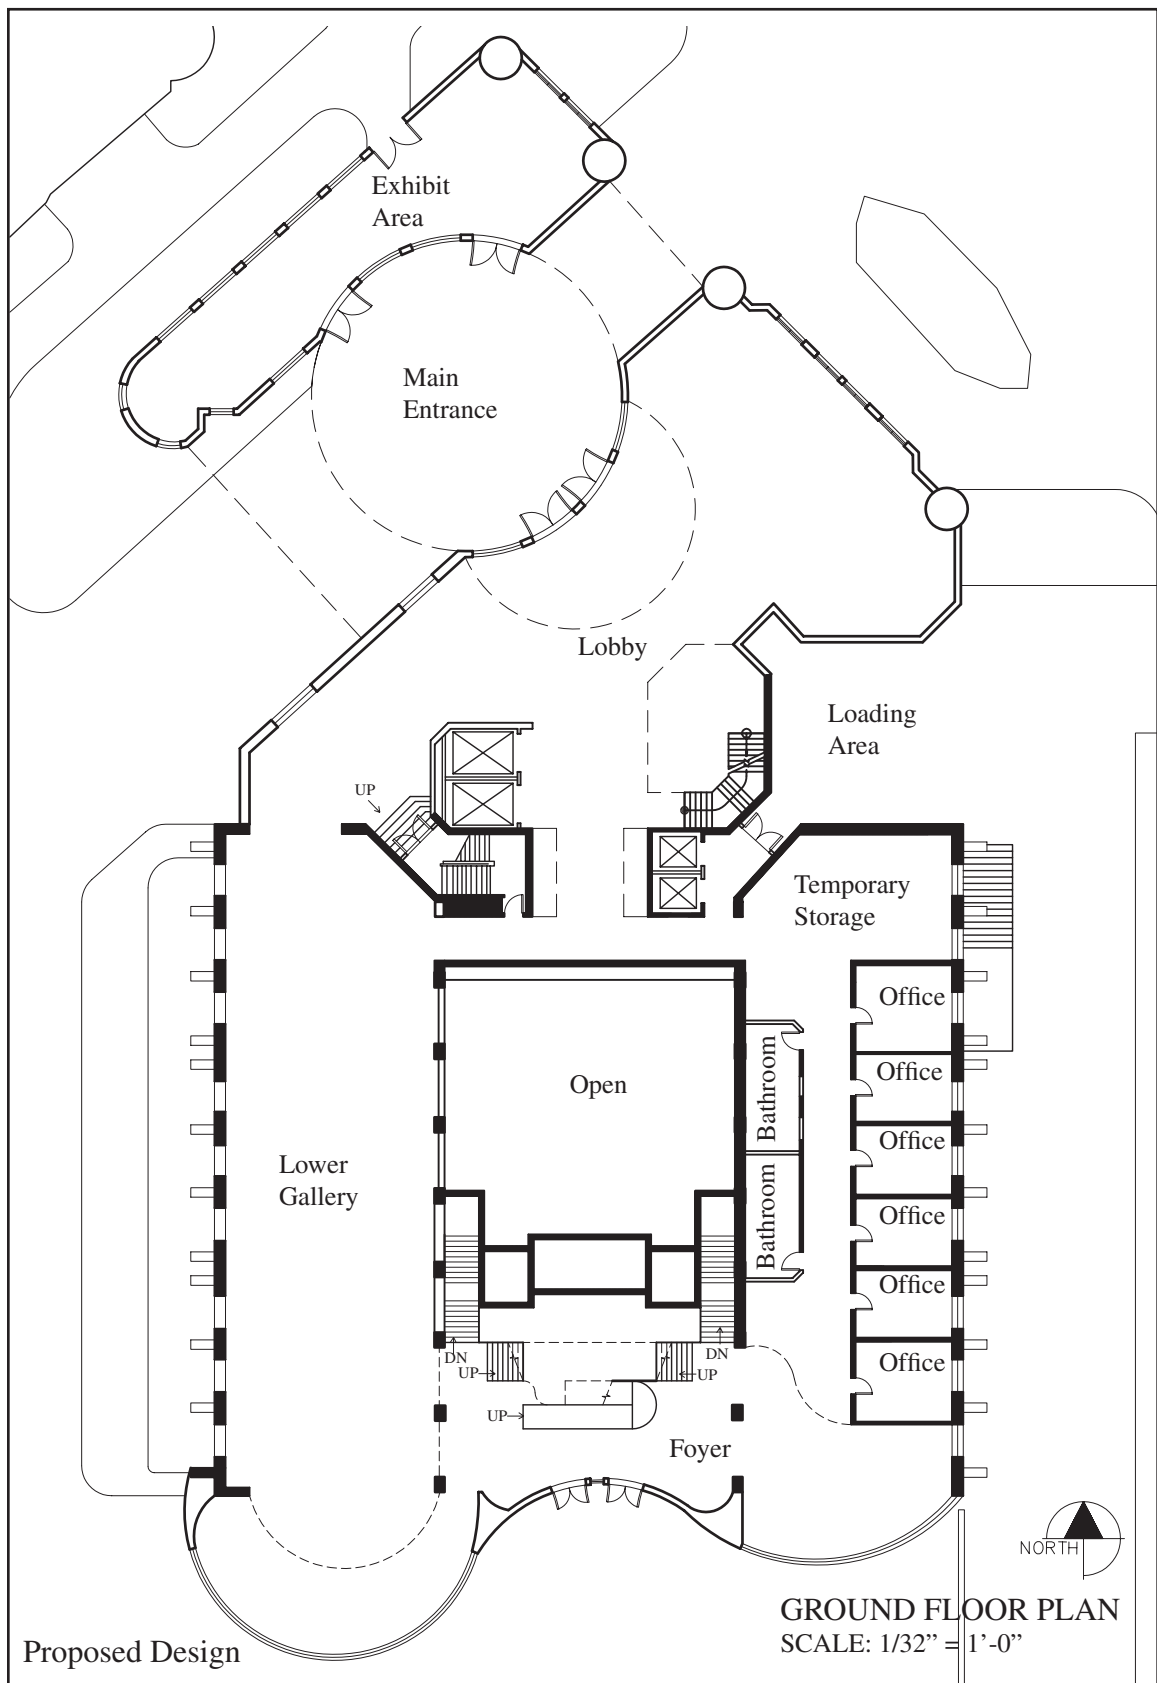 Exhibit
Area
Main
Entrance
Lobby
Loading
Area
UP
Temporary
Storage
Office
Office
Office
Office
Office
Office
Bathroom
Bathroom
Open
Lower
Gallery
DN
DN
UP
UP
UP
Foyer
NORTH
GROUND FLOOR PLAN
SCALE: 1/32” = 1’-0”
Proposed Design